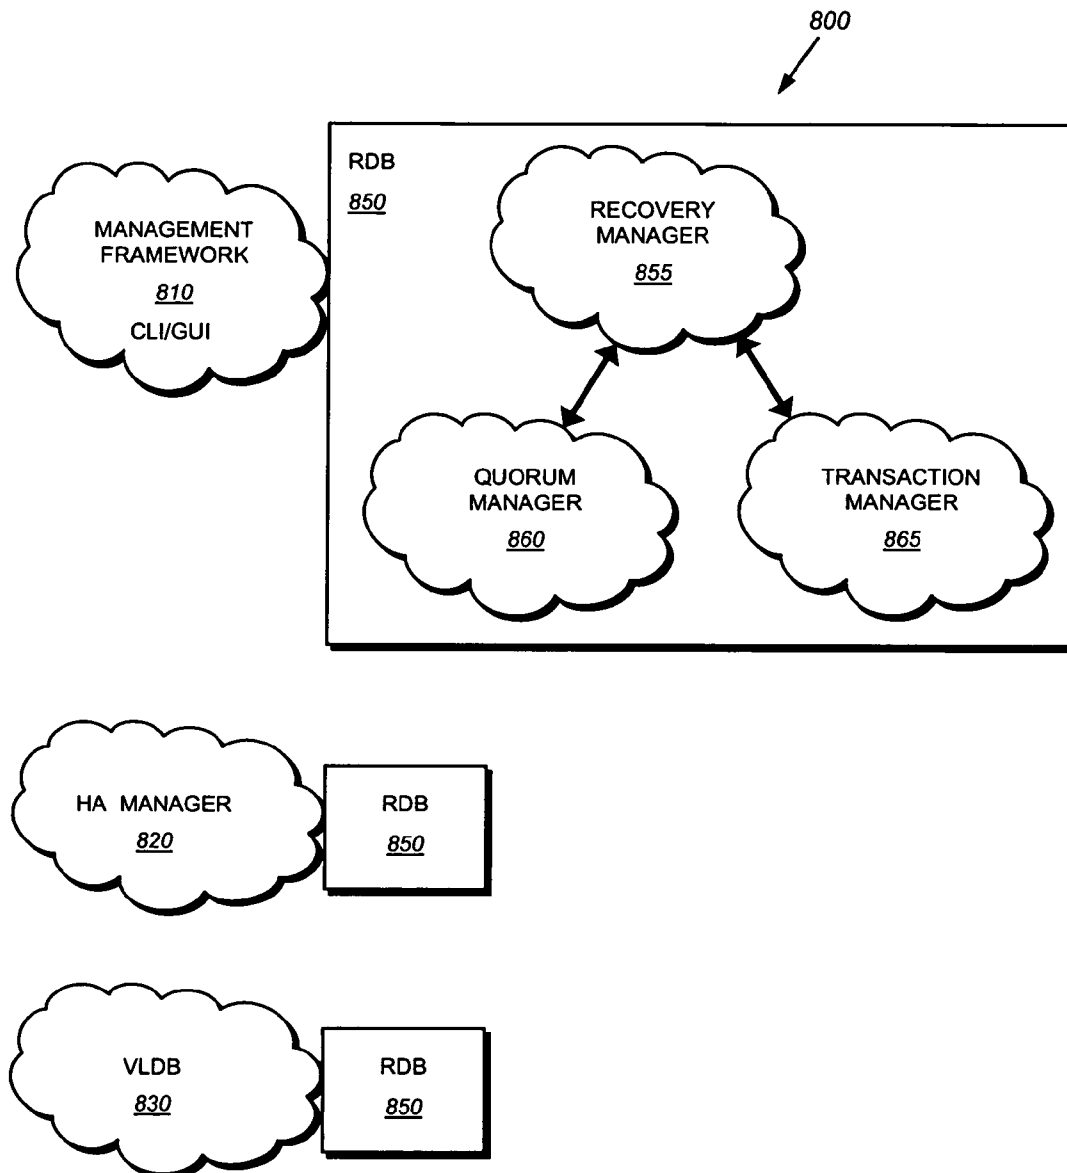 800
RDB
850
MANAGEMENT
FRAMEWORK
810
CLI/GUI
RECOVERY
MANAGER
855
QUORUM
MANAGER
860
TRANSACTION
MANAGER
865
HA MANAGER
820
RDB
850
VLDB
830
RDB
850